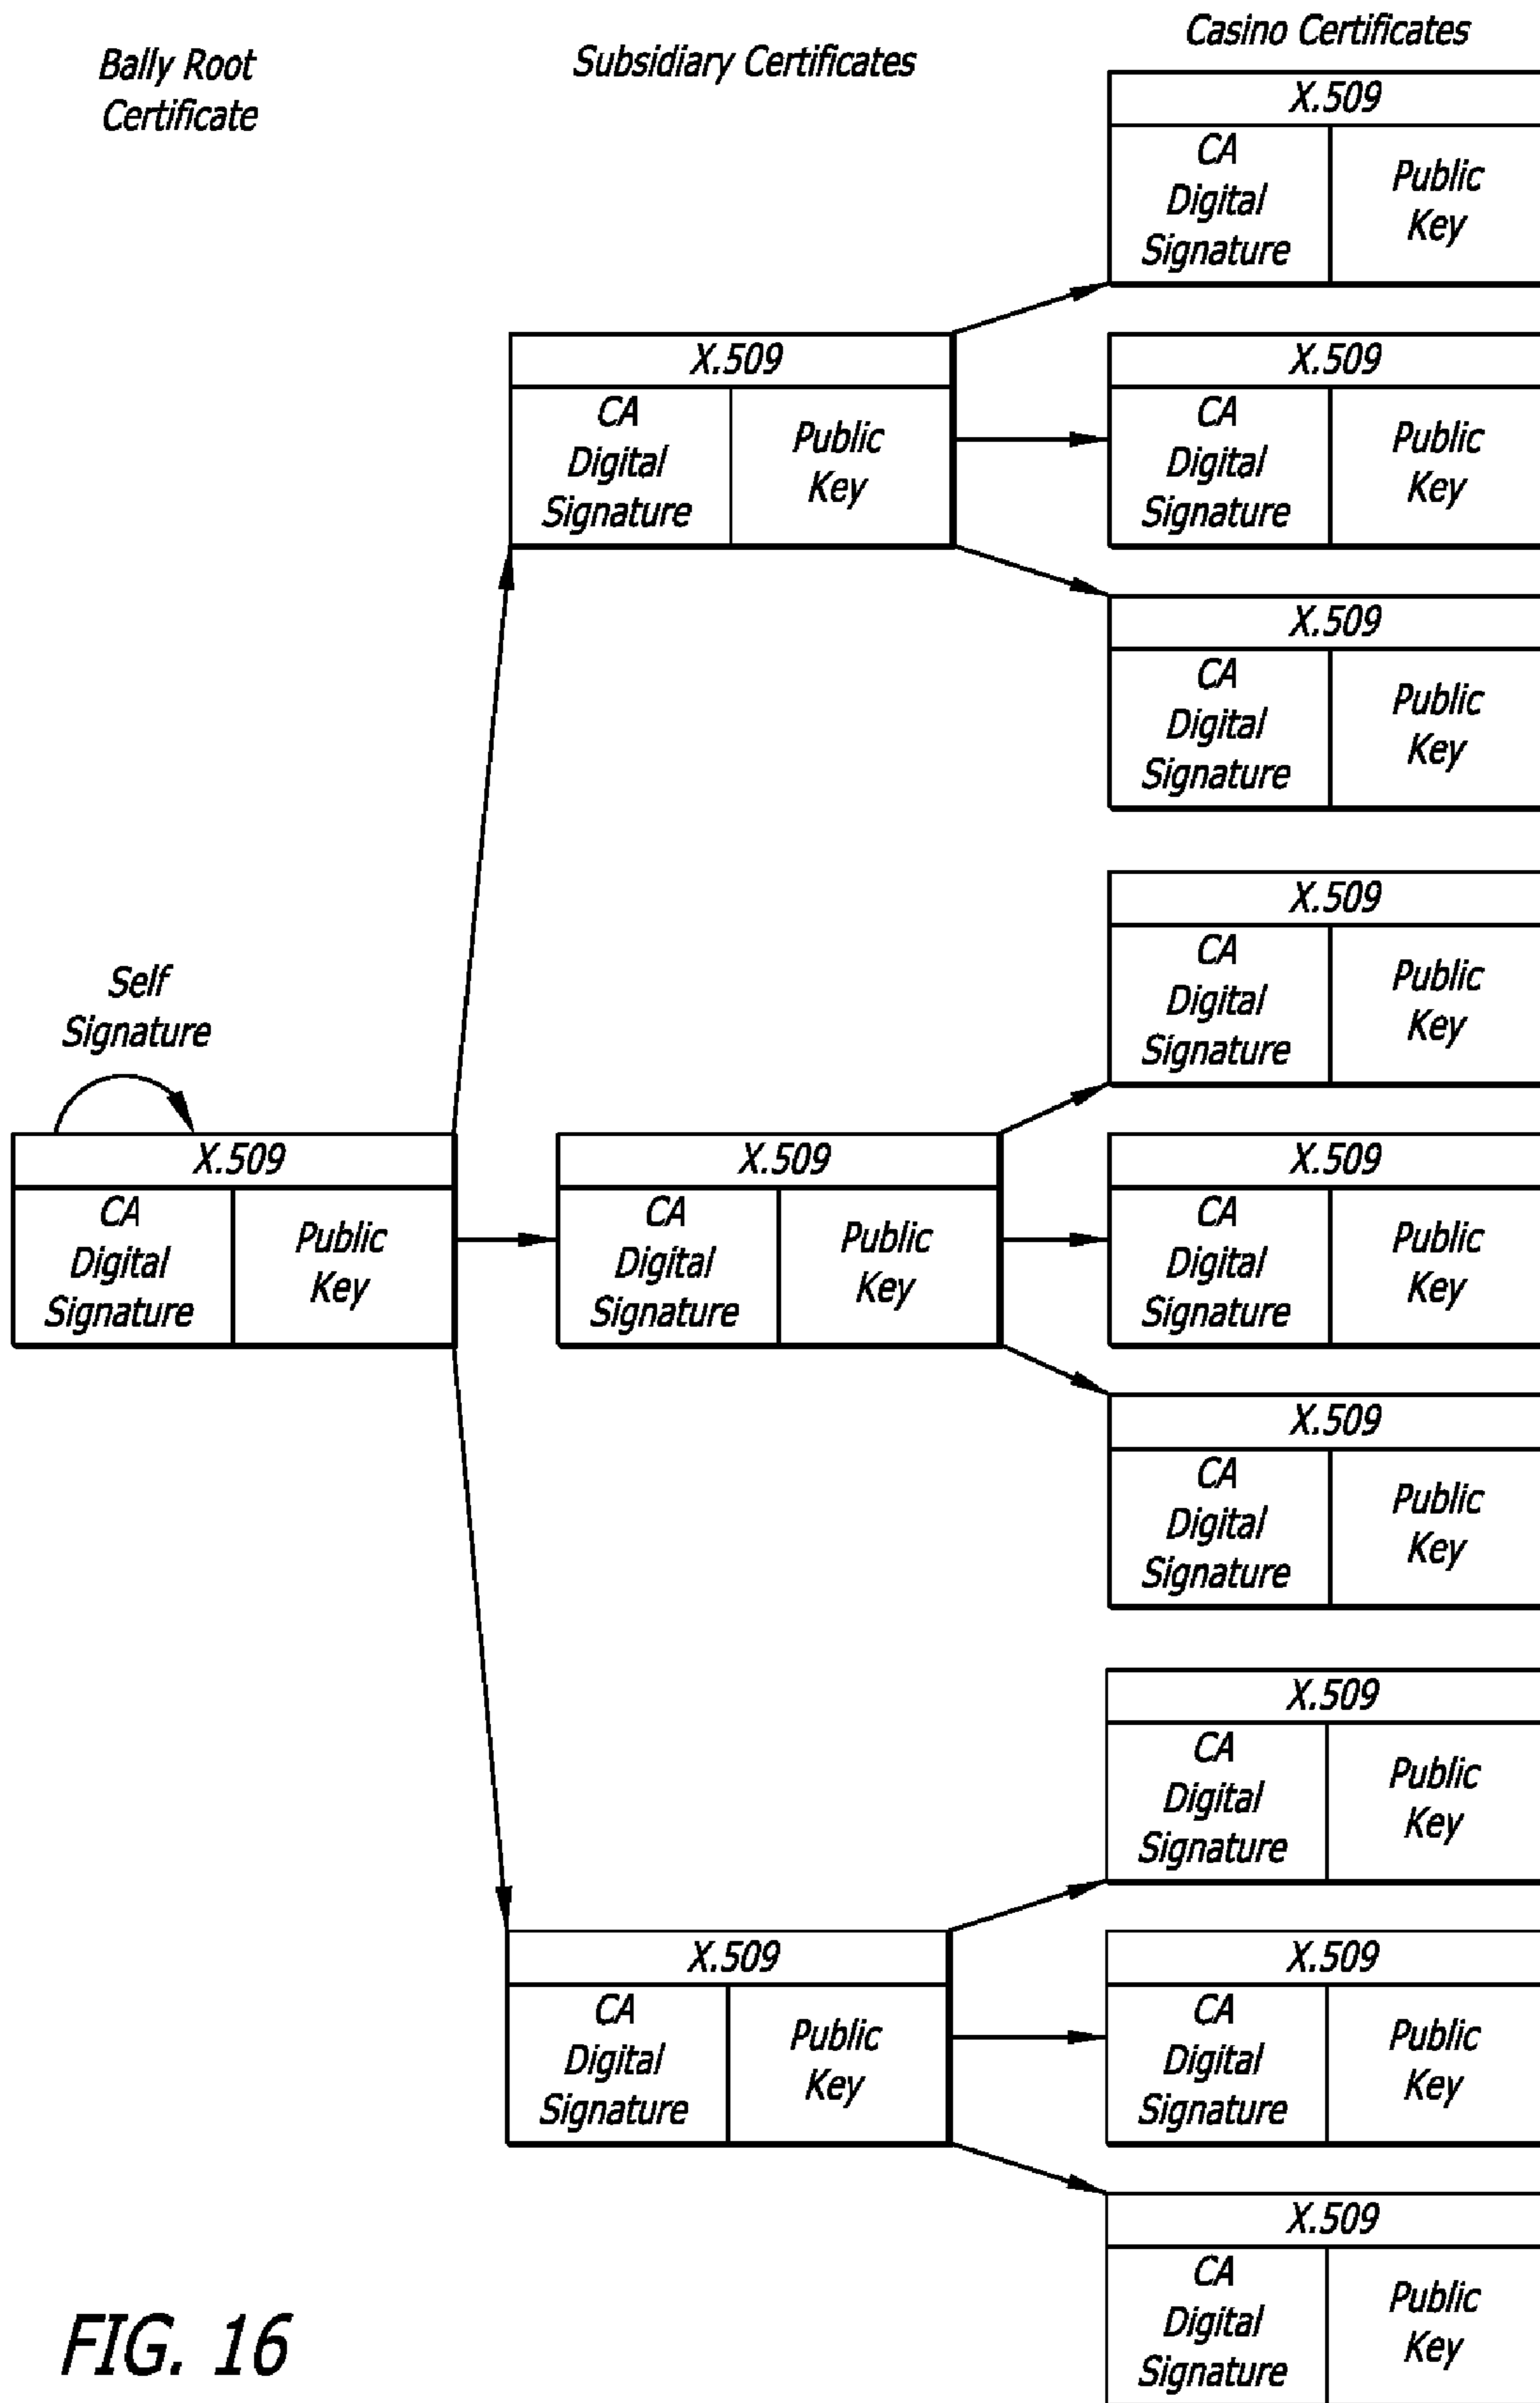 Bally Root
Certificate
Subsidiary Certificates
Casino Certificates
X.509
CA
Digital
Signature
Public
Key
X.509
CA
Digital
Signature
Public
Key
X.509
CA
Digital
Signature
Public
Key
X.509
CA
Digital
Signature
Public
Key
X.509
CA
Digital
Signature
Public
Key
Self
Signature
X.509
CA
Digital
Signature
Public
Key
X.509
CA
Digital
Signature
Public
Key
X.509
CA
Digital
Signature
Public
Key
X.509
CA
Digital
Signature
Public
Key
X.509
CA
Digital
Signature
Public
Key
X.509
CA
Digital
Signature
Public
Key
X.509
CA
Digital
Signature
Public
Key
X.509
CA
Digital
Signature
Public
Key
FIG. 16